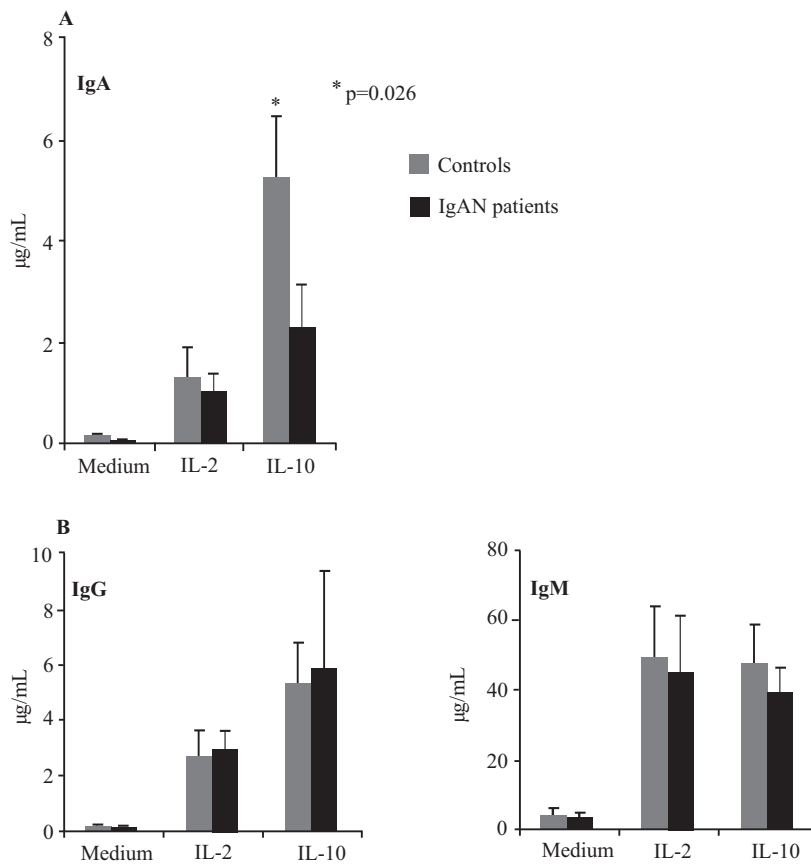 A
IgA
* p=0.026
*
Controls
IgAN patients
µg/mL
8
6
4
2
0
Medium IL-2 IL-10
B
IgG
µg/mL
10
8
6
4
2
0
Medium IL-2 IL-10
IgM
µg/mL
80
60
40
20
0
Medium IL-2 IL-10